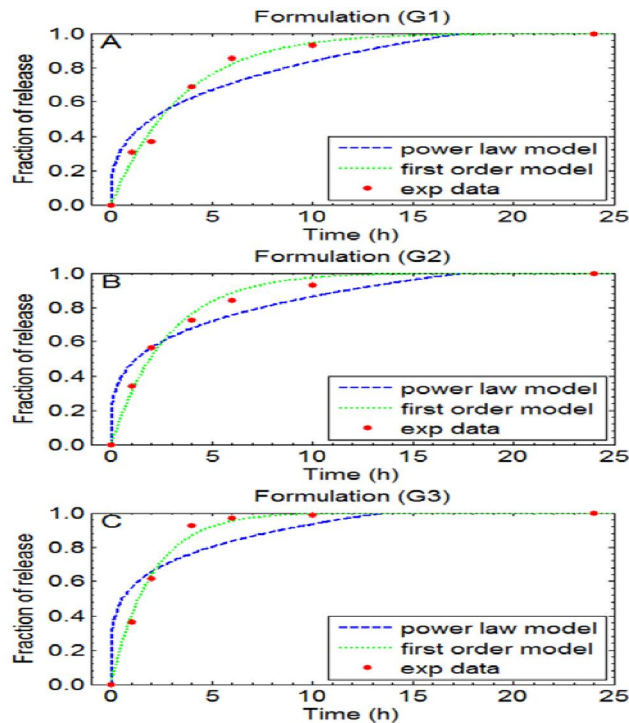 Formulation (G1)
A
Fraction of release
1.0
0.8
0.6
0.4
0.2
0.0
power law model
first order model
exp data
0 5 10 15 20 25
Time (h)
Formulation (G2)
B
Fraction of release
1.0
0.8
0.6
0.4
0.2
0.0
power law model
first order model
exp data
0 5 10 15 20 25
Time (h)
Formulation (G3)
C
Fraction of release
1.0
0.8
0.6
0.4
0.2
0.0
power law model
first order model
exp data
0 5 10 15 20 25
Time (h)